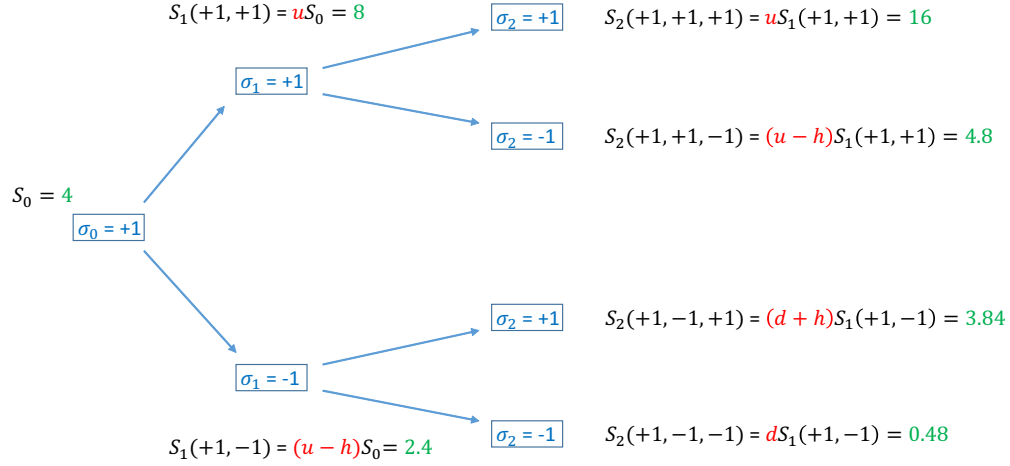 S₁(+1,+1) = uS₀ = 8
σ₂ = +1
S₂(+1,+1,+1) = uS₁(+1,+1) = 16
σ₁ = +1
σ₂ = -1
S₂(+1,+1,−1) = (u − h)S₁(+1,+1) = 4.8
S₀ = 4
σ₀ = +1
σ₂ = +1
S₂(+1,−1,+1) = (d + h)S₁(+1,−1) = 3.84
σ₁ = -1
σ₂ = -1
S₂(+1,−1,−1) = dS₁(+1,−1) = 0.48
S₁(+1,−1) = (u − h)S₀= 2.4